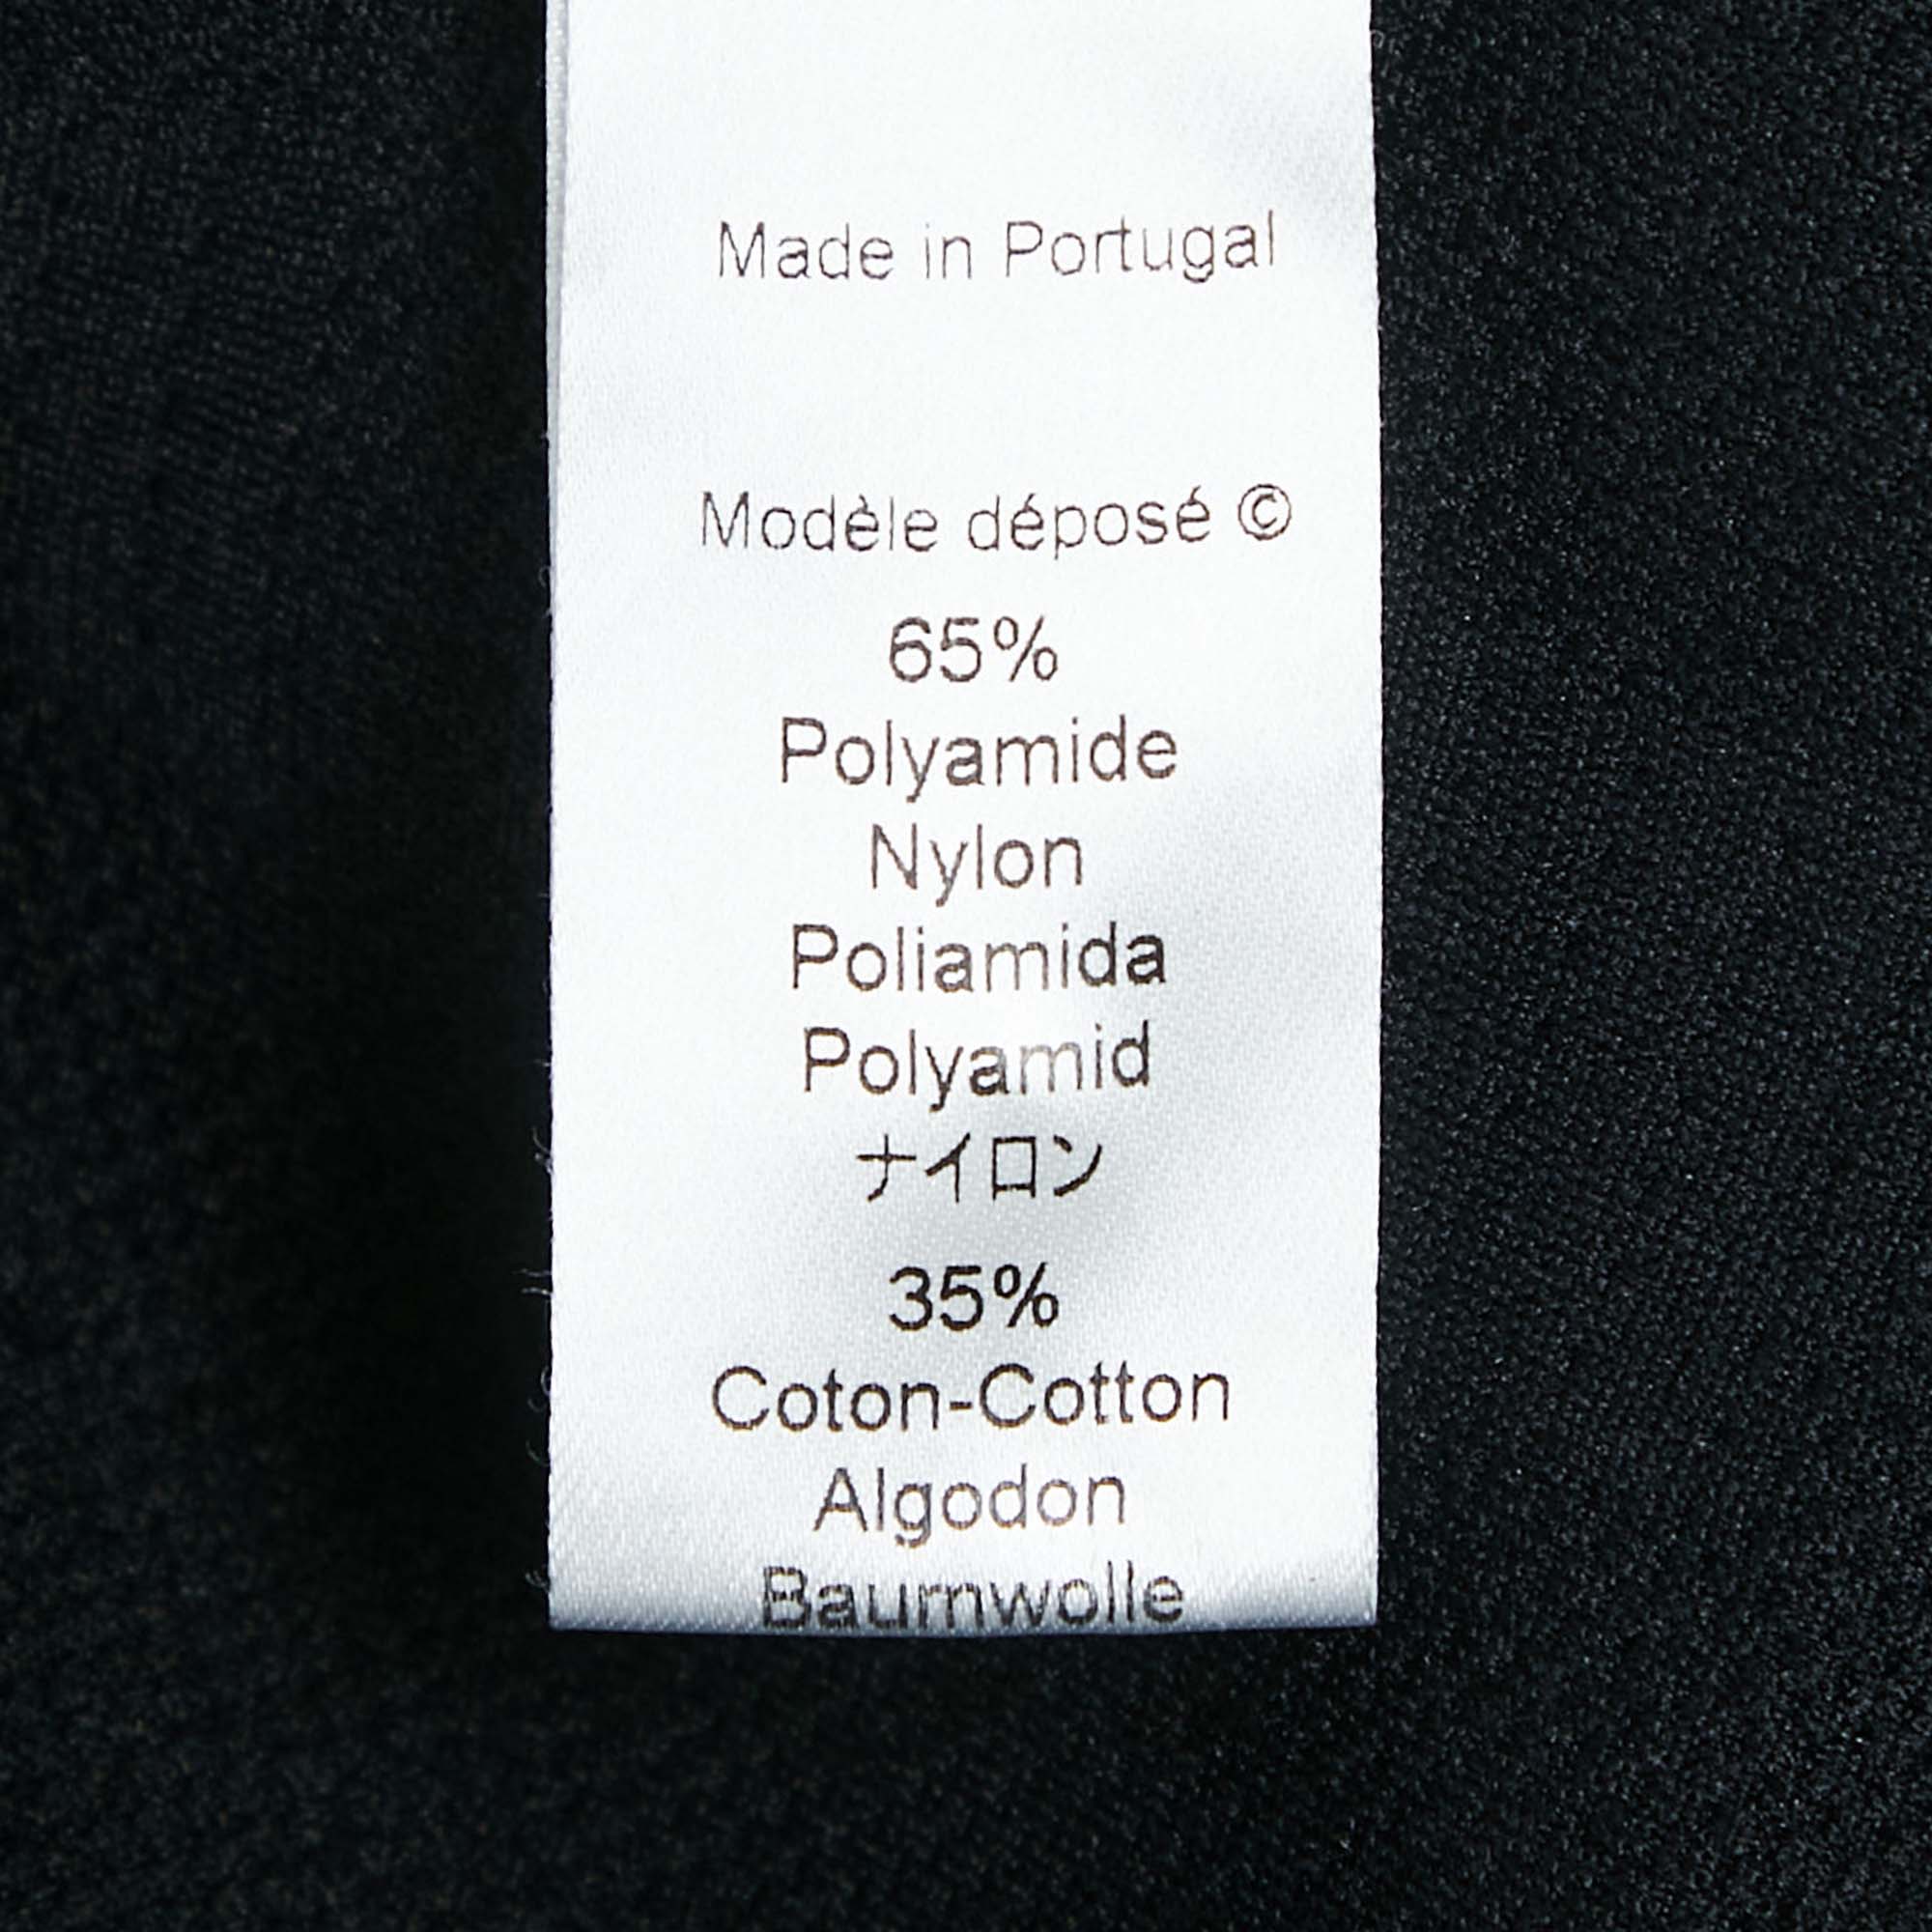 Made in Portugal
Modèle déposé ©
65%
Polyamide
Nylon
Poliamida
Polyamid
ナイロン
35%
Coton-Cotton
Algodon
Baumwolle